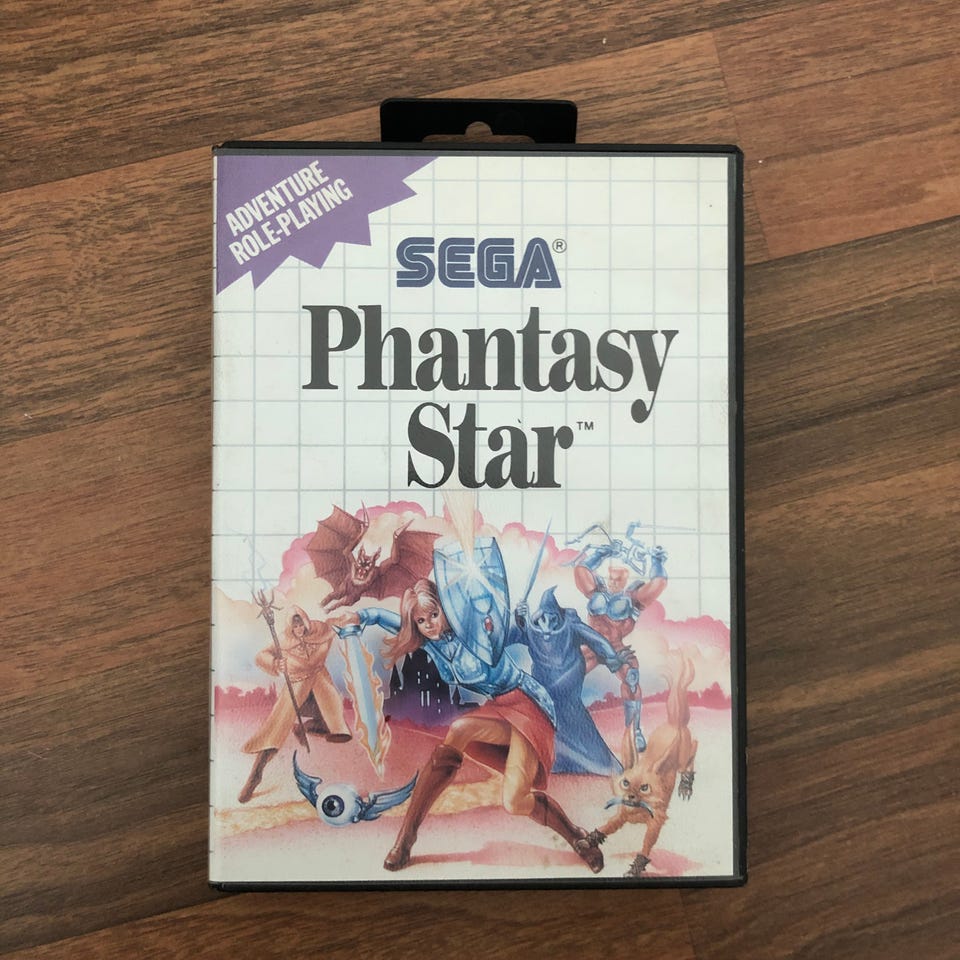 ADVENTURE
ROLE-PLAYING
SEGA®
Phantasy
Star™